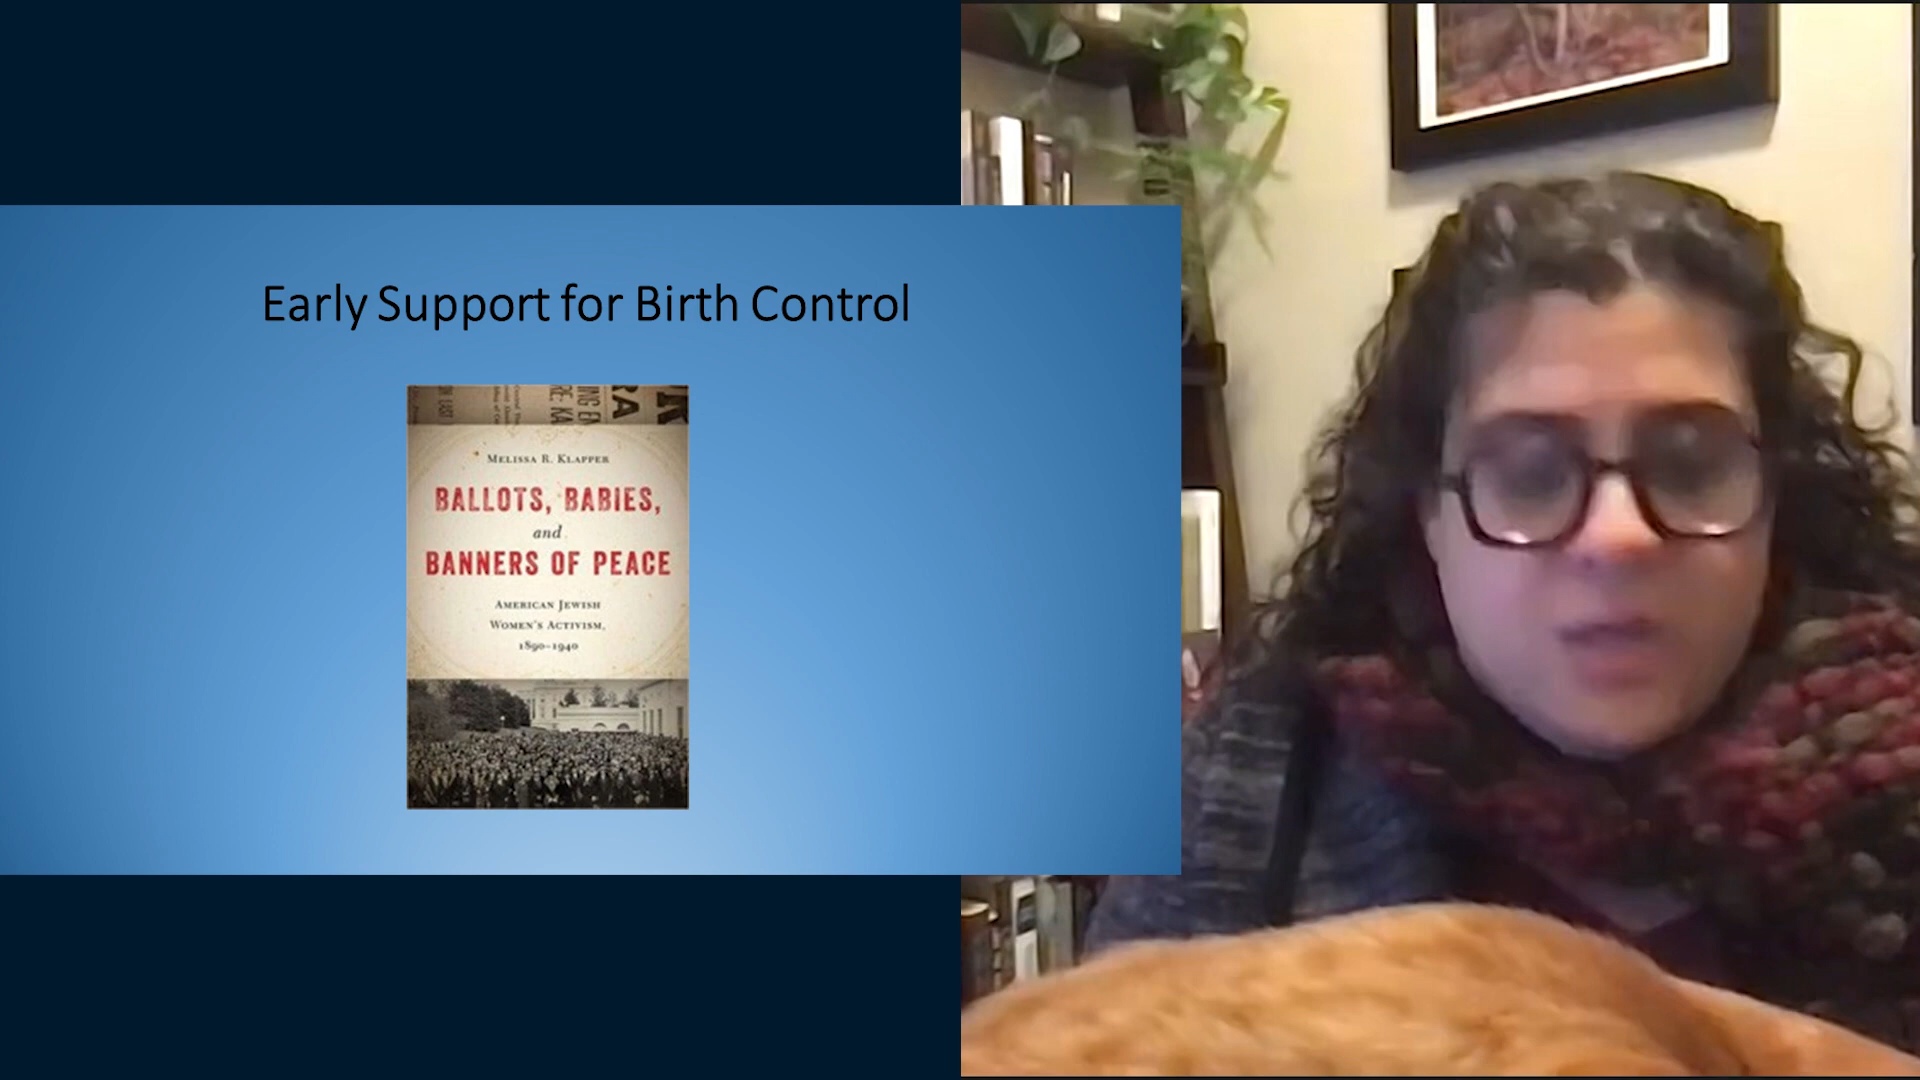 Early Support for Birth Control
MELISSA R. KLAPPER
BALLOTS, BABIES,
and
BANNERS OF PEACE
AMERICAN JEWISH
WOMEN'S ACTIVISM,
1890–1940